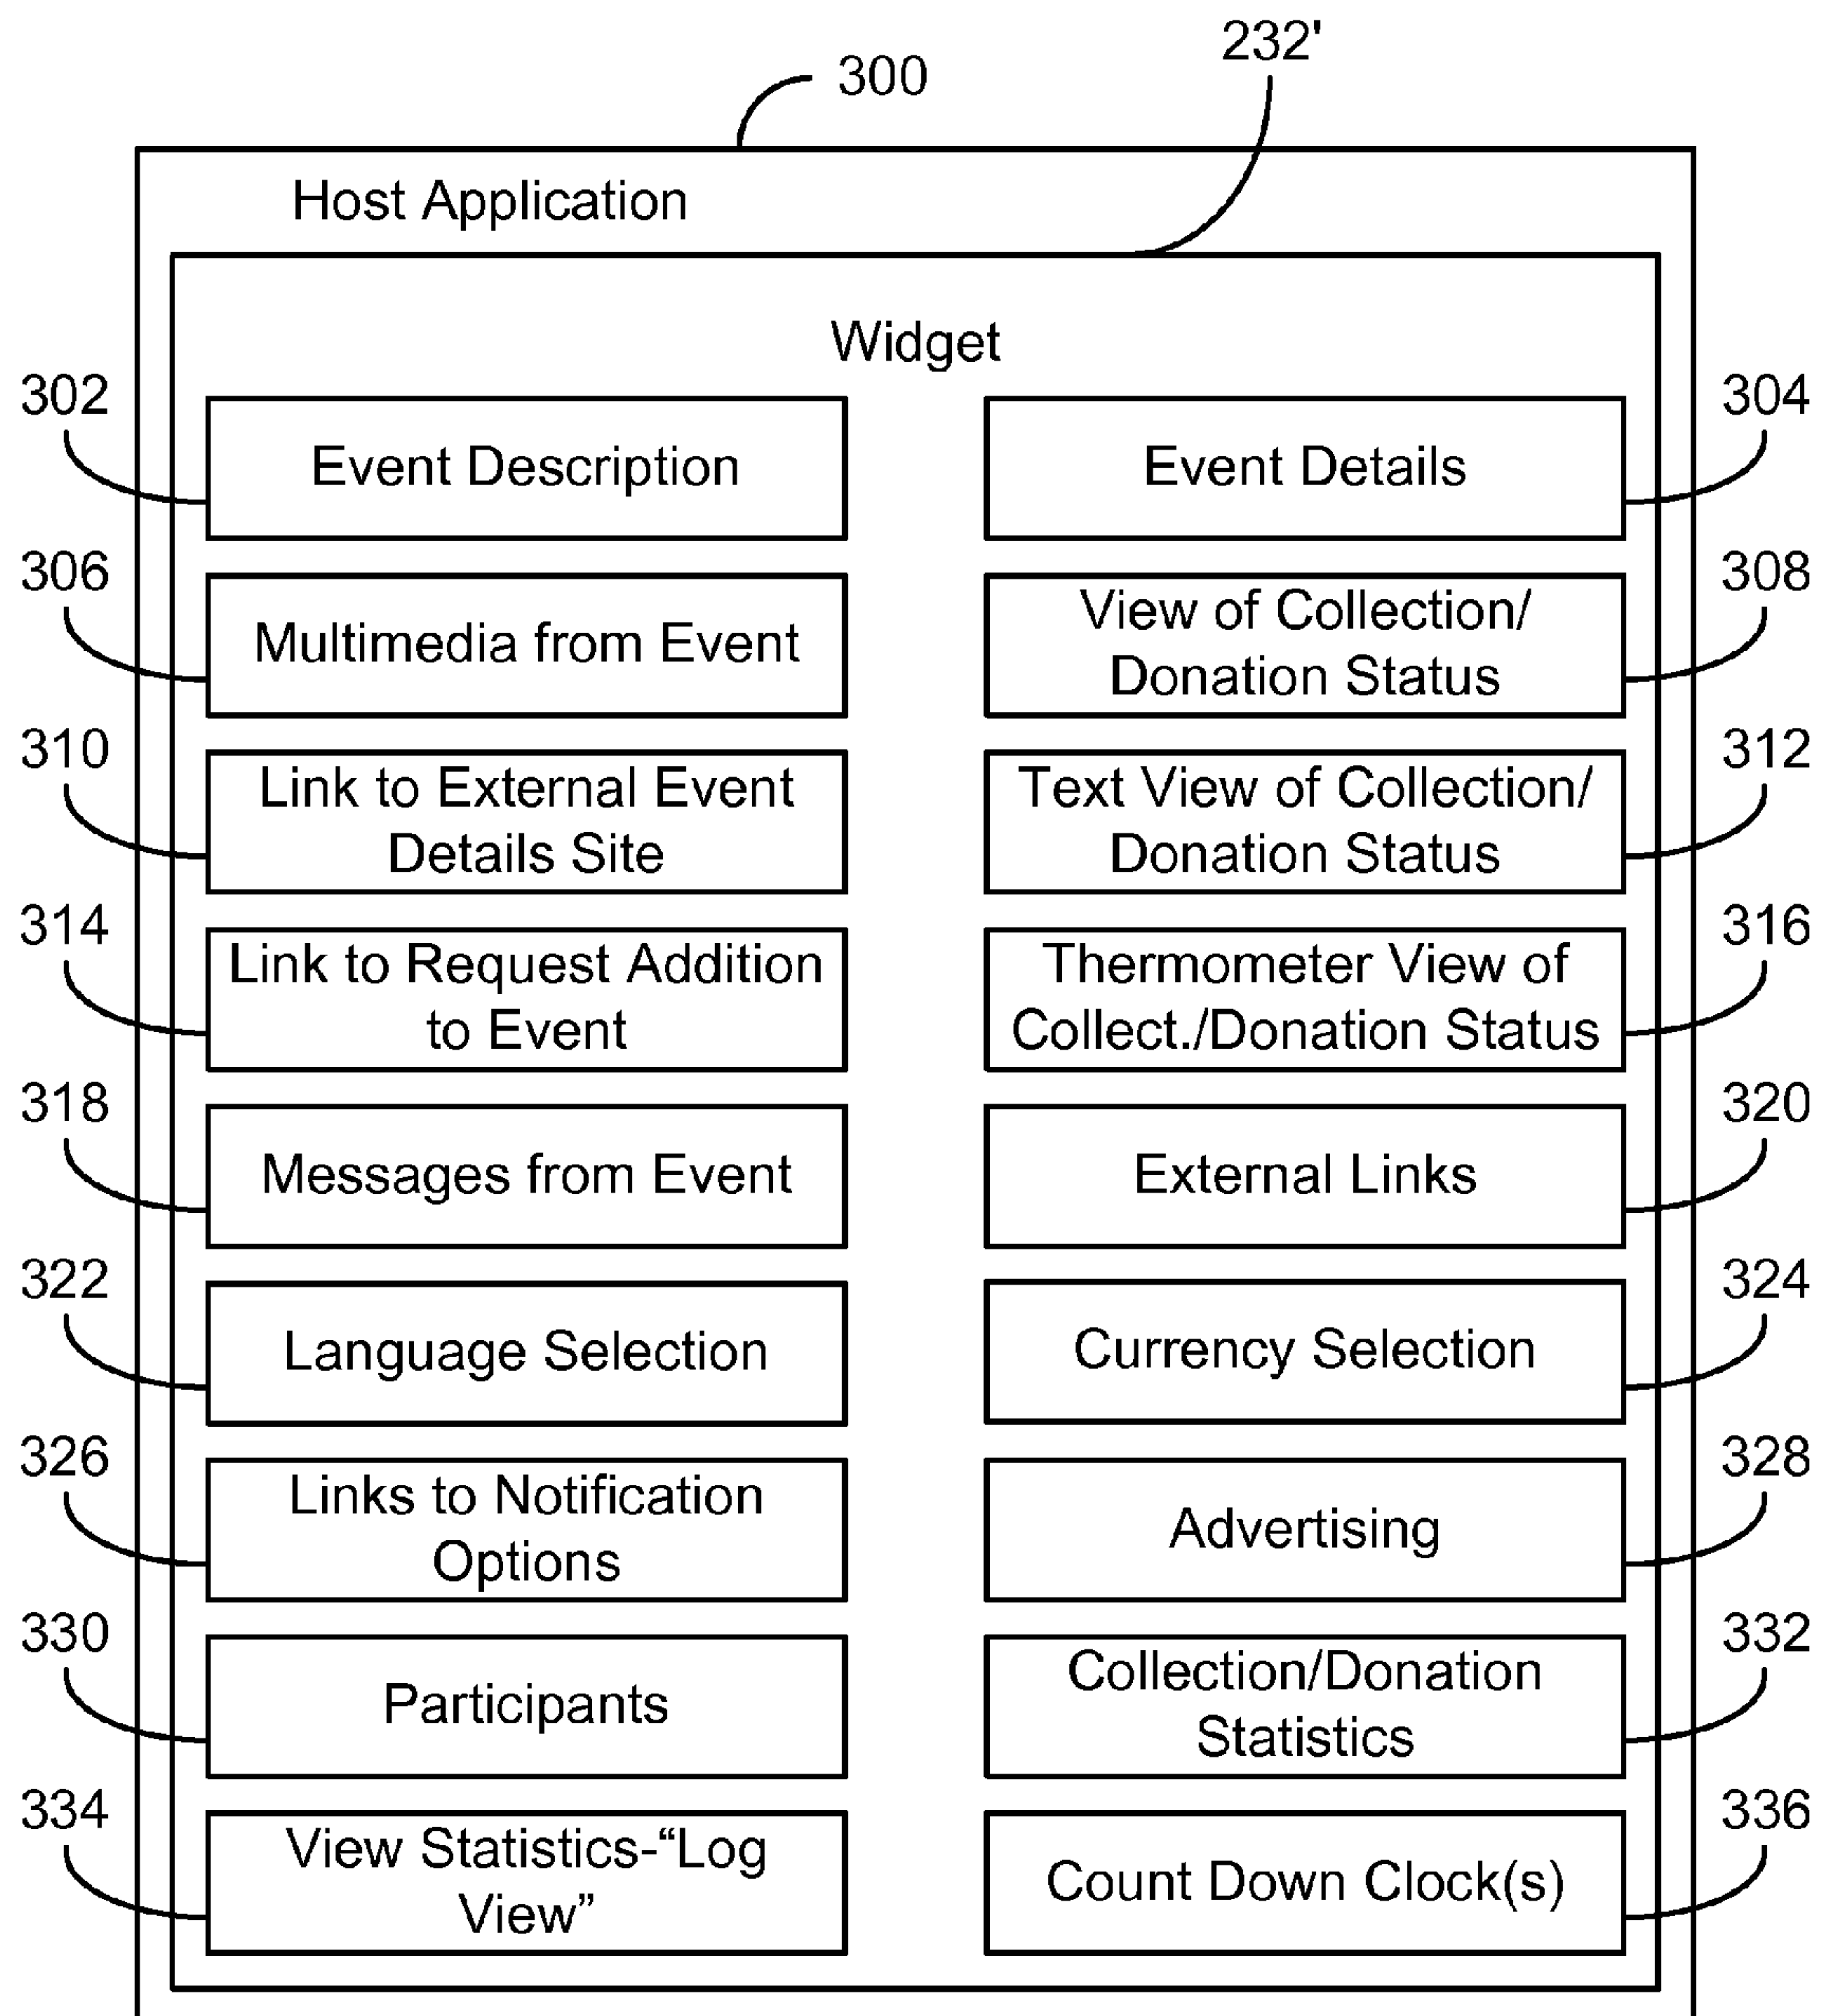 232'
300
Host Application
Widget
302
Event Description
Event Details
304
306
Multimedia from Event
View of Collection/
Donation Status
308
310
Link to External Event
Details Site
Text View of Collection/
Donation Status
312
314
Link to Request Addition
to Event
Thermometer View of
Collect./Donation Status
316
318
Messages from Event
External Links
320
322
Language Selection
Currency Selection
324
326
Links to Notification
Options
Advertising
328
330
Participants
Collection/Donation
Statistics
332
334
View Statistics-“Log
View”
Count Down Clock(s)
336